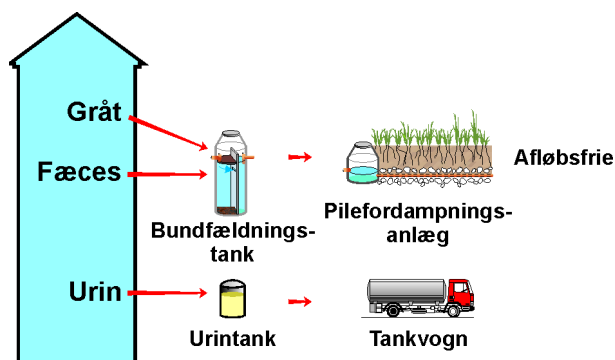 Gråt
Fæces
Bundfældnings-
tank
Pilefordampnings-
anlæg
Afløbsfrie
Urin
Urintank
Tankvogn